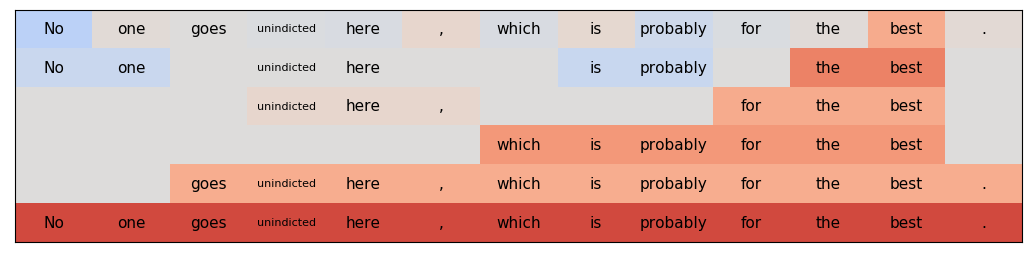 No one goes unindicted here , which is probably for the best .
No one unindicted here is probably the best
unindicted here , for the best
which is probably for the best
goes unindicted here , which is probably for the best .
No one goes unindicted here , which is probably for the best .